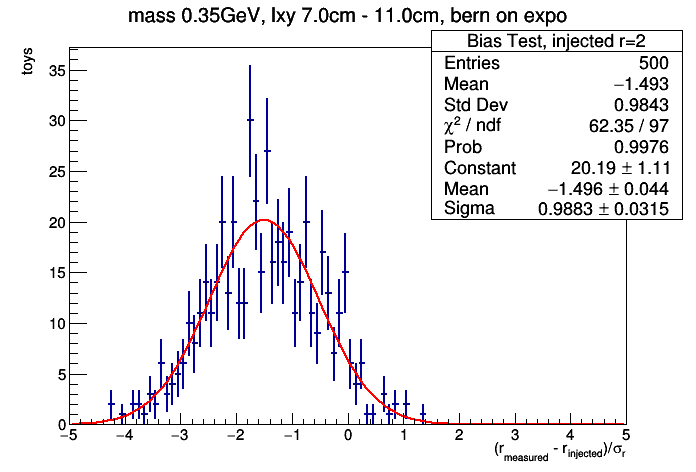 mass 0.35GeV, lxy 7.0cm - 11.0cm, bern on expo
toys
Bias Test, injected r=2
Entries 500
Mean −1.493
Std Dev 0.9843
χ² / ndf 62.35 / 97
Prob 0.9976
Constant 20.19 ± 1.11
Mean −1.496 ± 0.044
Sigma 0.9883 ± 0.0315
35
30
25
20
15
10
5
0
−5 −4 −3 −2 −1 0 1 2 3 4 5
(r_measured - r_injected)/σ_r